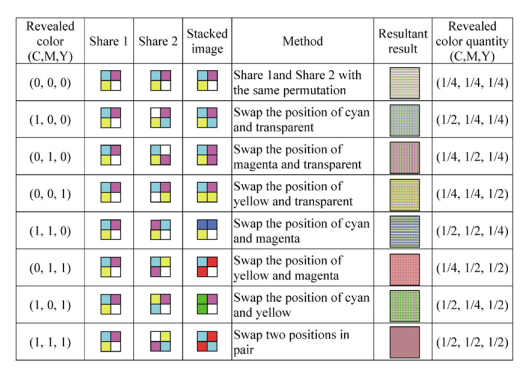 Revealed color (C,M,Y) Share 1 Share 2 Stacked image Method Resultant result Revealed color quantity (C,M,Y)
(0, 0, 0) Share 1and Share 2 with the same permutation (1/4, 1/4, 1/4)
(1, 0, 0) Swap the position of cyan and transparent (1/2, 1/4, 1/4)
(0, 1, 0) Swap the position of magenta and transparent (1/4, 1/2, 1/4)
(0, 0, 1) Swap the position of yellow and transparent (1/4, 1/4, 1/2)
(1, 1, 0) Swap the position of cyan and magenta (1/2, 1/2, 1/4)
(0, 1, 1) Swap the position of yellow and magenta (1/4, 1/2, 1/2)
(1, 0, 1) Swap the position of cyan and yellow (1/2, 1/4, 1/2)
(1, 1, 1) Swap two positions in pair (1/2, 1/2, 1/2)